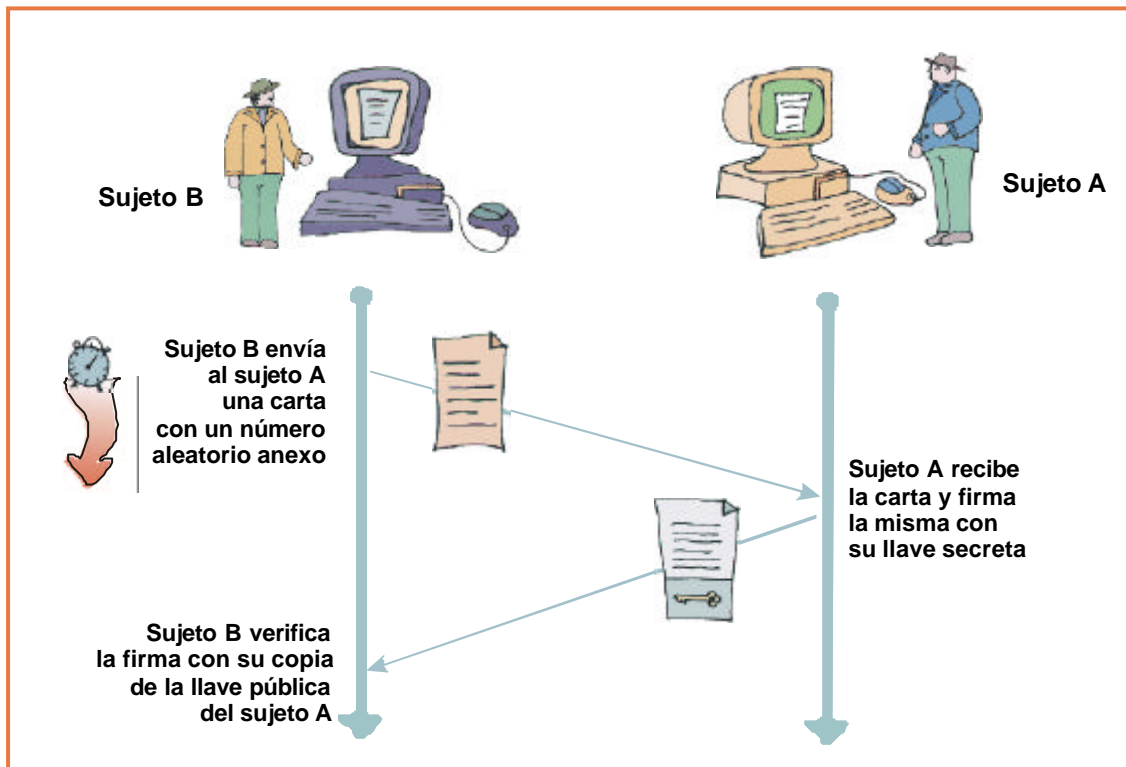 Sujeto B
Sujeto A
Sujeto B envía
al sujeto A
una carta
con un número
aleatorio anexo
Sujeto A recibe
la carta y firma
la misma con
su llave secreta
Sujeto B verifica
la firma con su copia
de la llave pública
del sujeto A